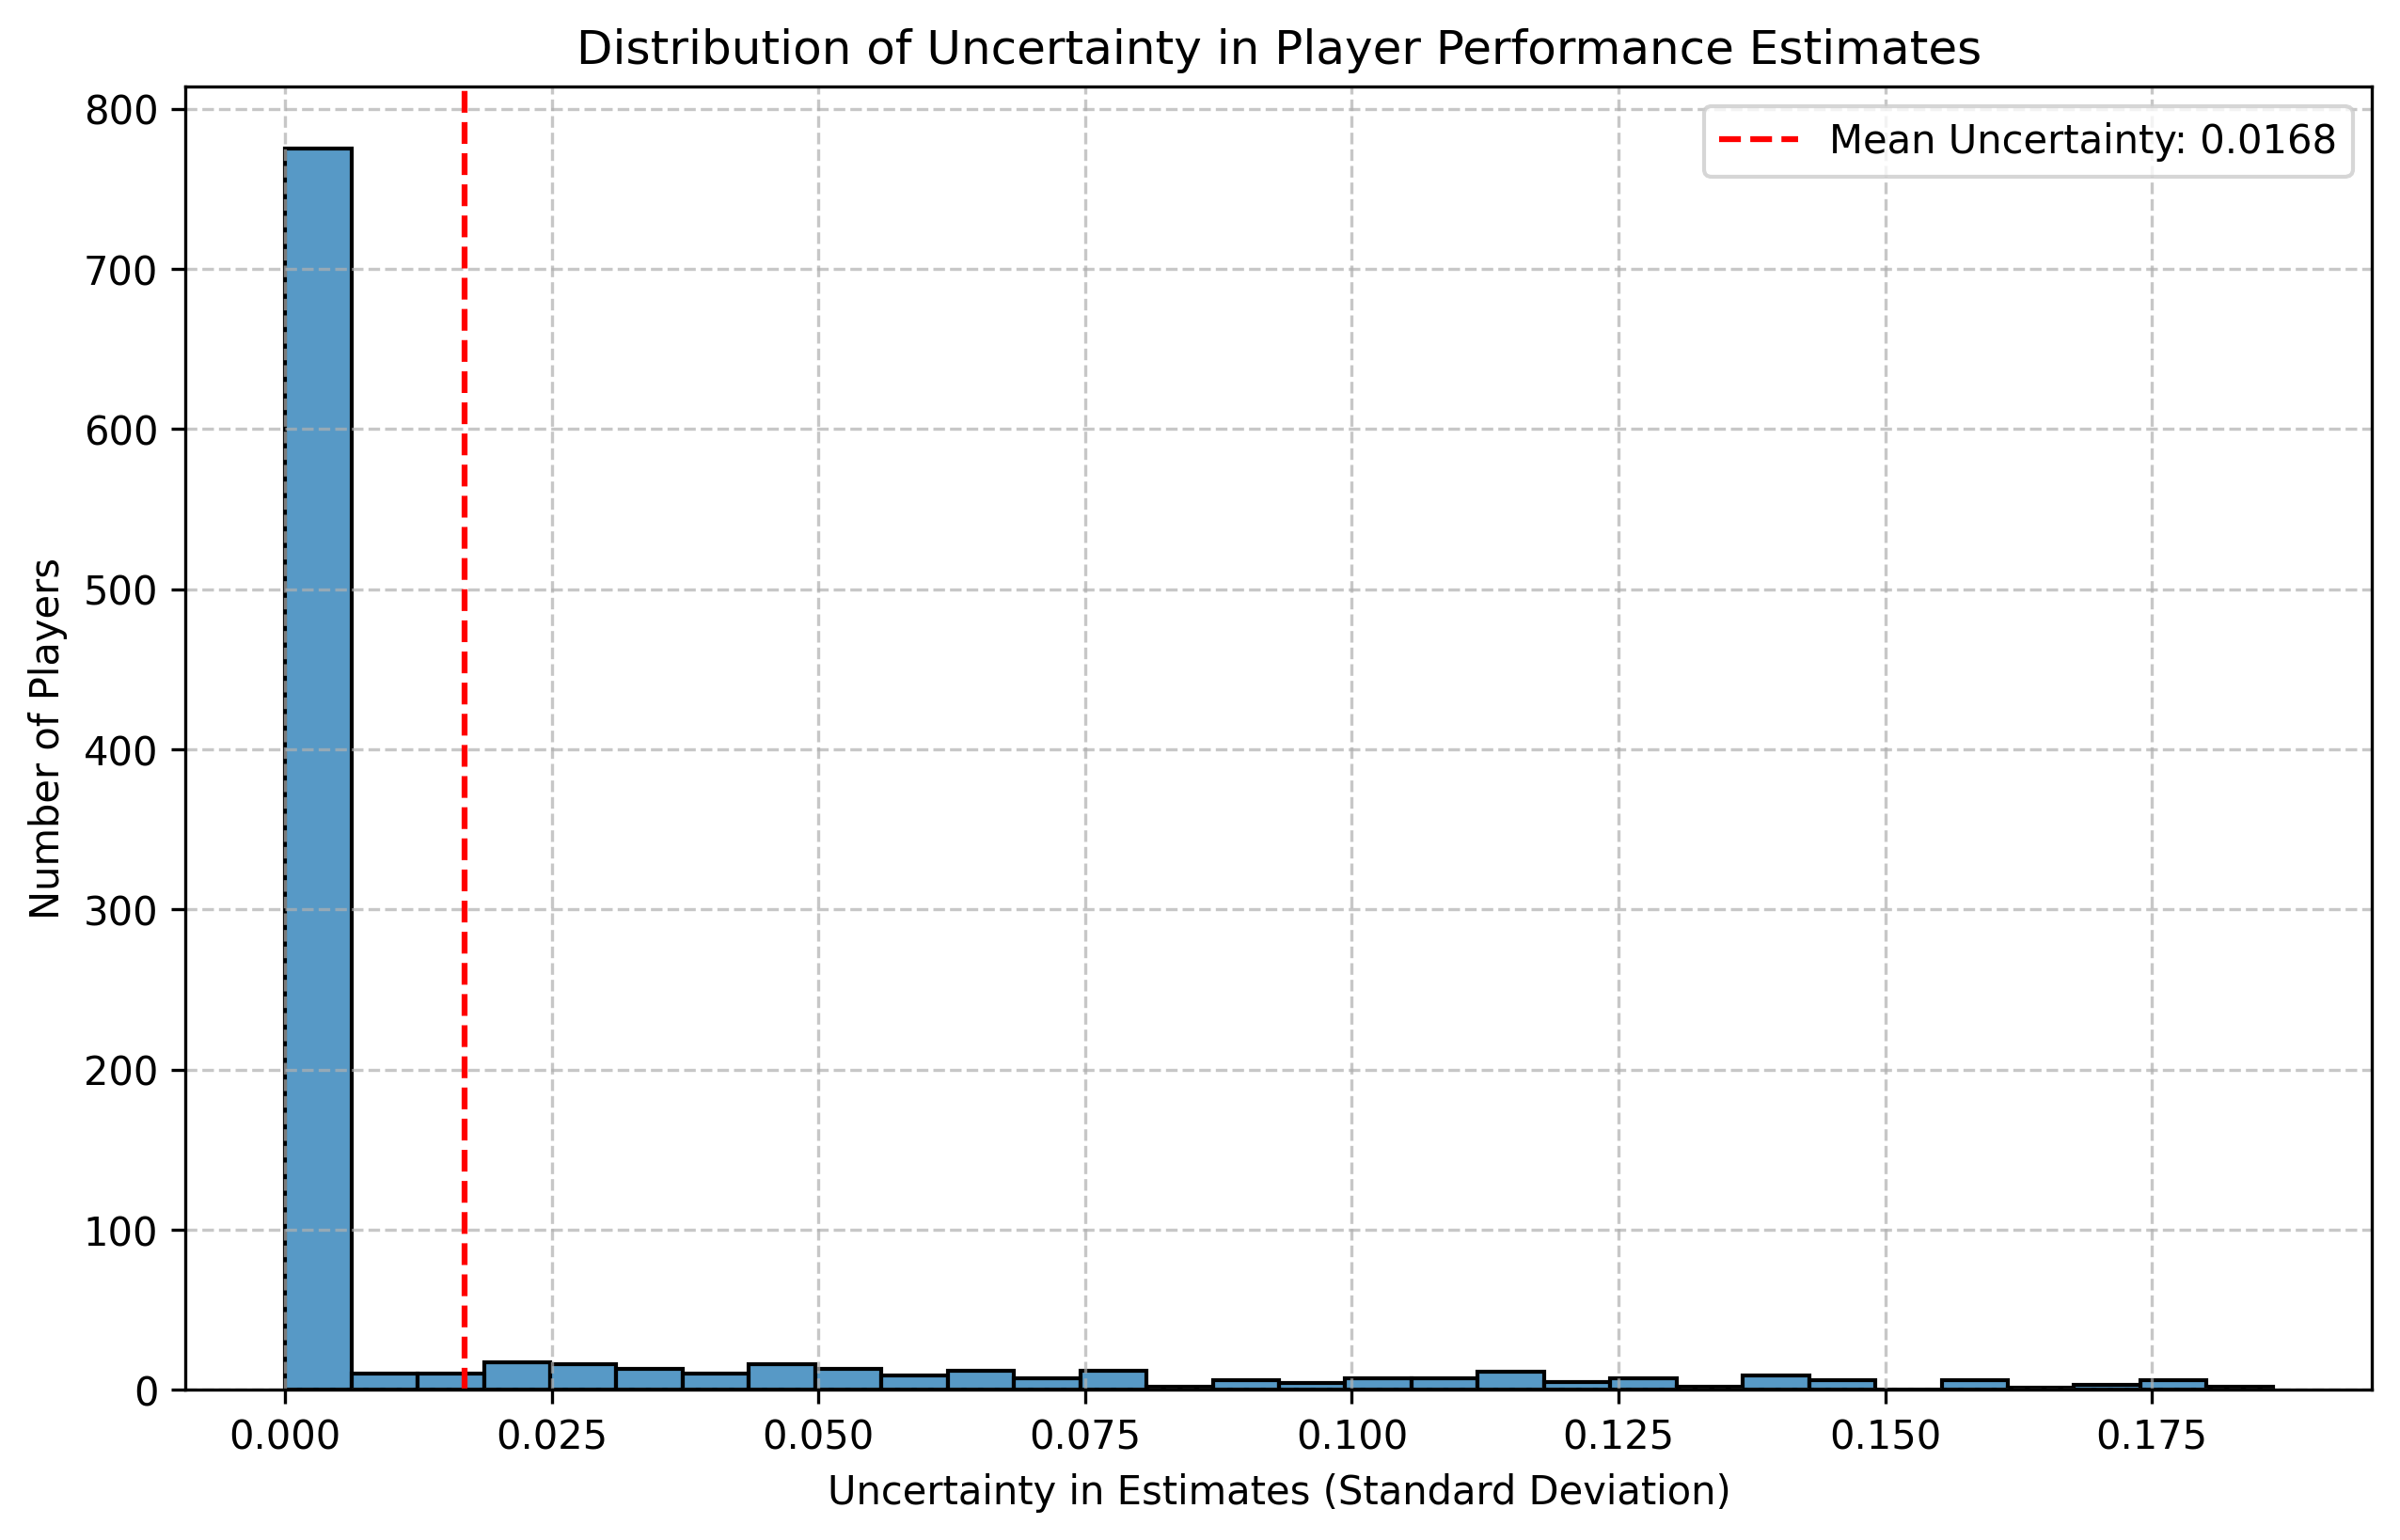 Distribution of Uncertainty in Player Performance Estimates
Mean Uncertainty: 0.0168
Number of Players
800
700
600
500
400
300
200
100
0
0.000 0.025 0.050 0.075 0.100 0.125 0.150 0.175
Uncertainty in Estimates (Standard Deviation)